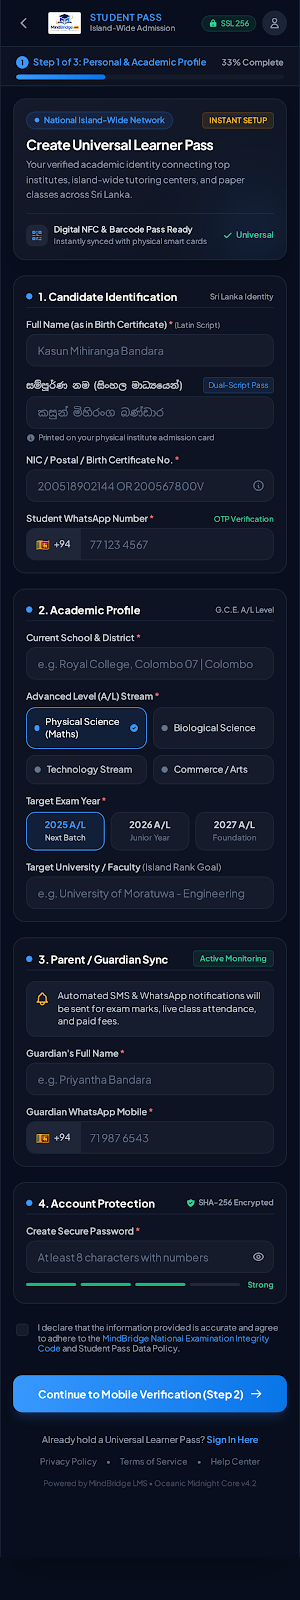 MindBridge
STUDENT PASS
Island-Wide Admission
SSL 256
1 Step 1 of 3: Personal & Academic Profile
33% Complete
National Island-Wide Network
INSTANT SETUP
Create Universal Learner Pass
Your verified academic identity connecting top
institutes, island-wide tutoring centers, and paper
classes across Sri Lanka.
Digital NFC & Barcode Pass Ready
Instantly synced with physical smart cards
Universal
1. Candidate Identification
Sri Lanka Identity
Full Name (as in Birth Certificate) * (Latin Script)
Kasun Mihiranga Bandara
සම්පූර්ණ නම (සිංහල මාධ්‍යයෙන්)
Dual-Script Pass
කසුන් මිහිරංග බණ්ඩාර
Printed on your physical institute admission card
NIC / Postal / Birth Certificate No. *
200518902144 OR 200567800V
Student WhatsApp Number *
OTP Verification
+94
77 123 4567
2. Academic Profile
G.C.E. A/L Level
Current School & District *
e.g. Royal College, Colombo 07 | Colombo
Advanced Level (A/L) Stream *
Physical Science
(Maths)
Biological Science
Technology Stream
Commerce / Arts
Target Exam Year *
2025 A/L
Next Batch
2026 A/L
Junior Year
2027 A/L
Foundation
Target University / Faculty (Island Rank Goal)
e.g. University of Moratuwa - Engineering
3. Parent / Guardian Sync
Active Monitoring
Automated SMS & WhatsApp notifications will
be sent for exam marks, live class attendance,
and paid fees.
Guardian's Full Name *
e.g. Priyantha Bandara
Guardian WhatsApp Mobile *
+94
71 987 6543
4. Account Protection
SHA-256 Encrypted
Create Secure Password *
At least 8 characters with numbers
Strong
I declare that the information provided is accurate and agree
to adhere to the MindBridge National Examination Integrity
Code and Student Pass Data Policy.
Continue to Mobile Verification (Step 2) →
Already hold a Universal Learner Pass? Sign In Here
Privacy Policy • Terms of Service • Help Center
Powered by MindBridge LMS • Oceanic Midnight Core v4.2